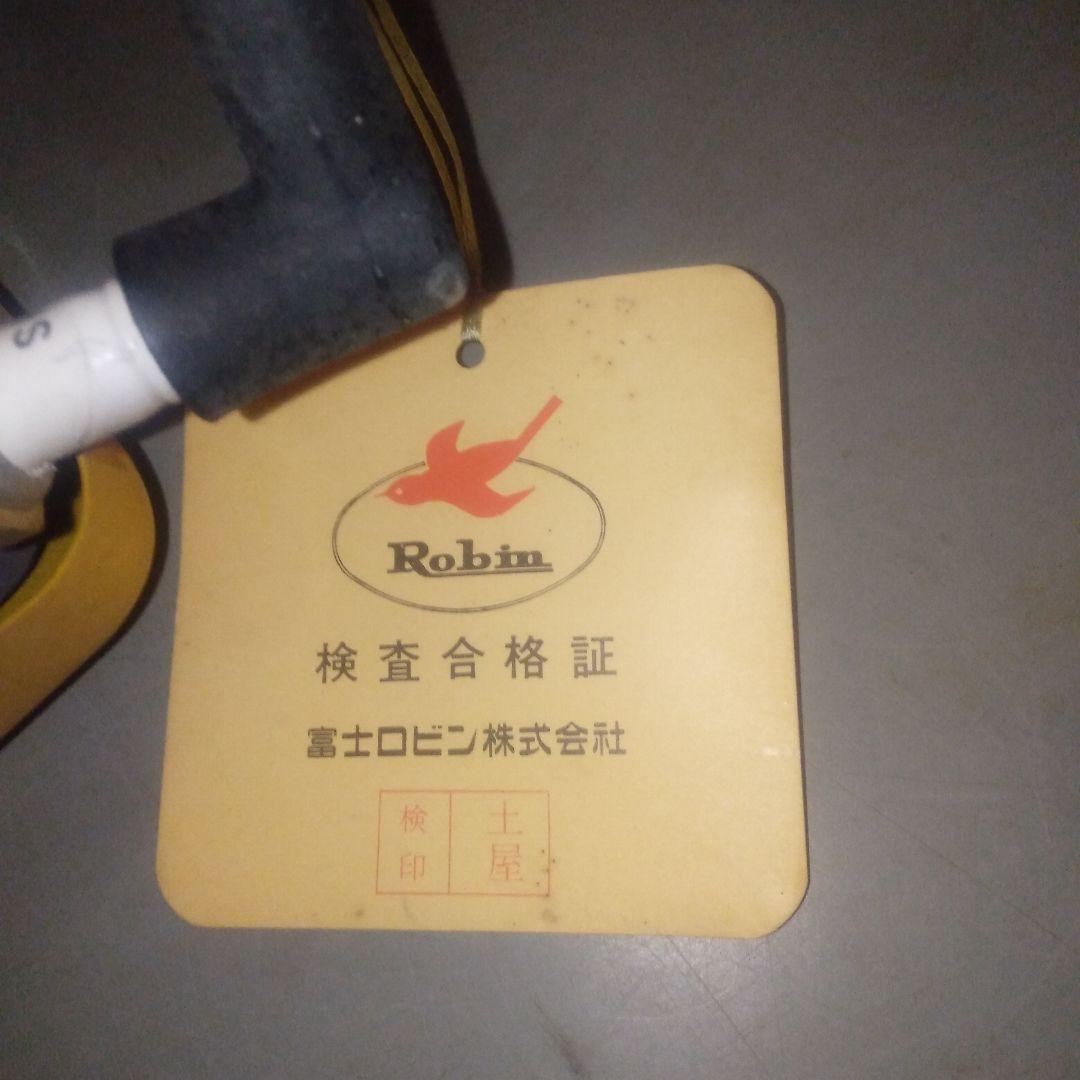 S
Robin
検査合格証
富士ロビン株式会社
検印
土屋